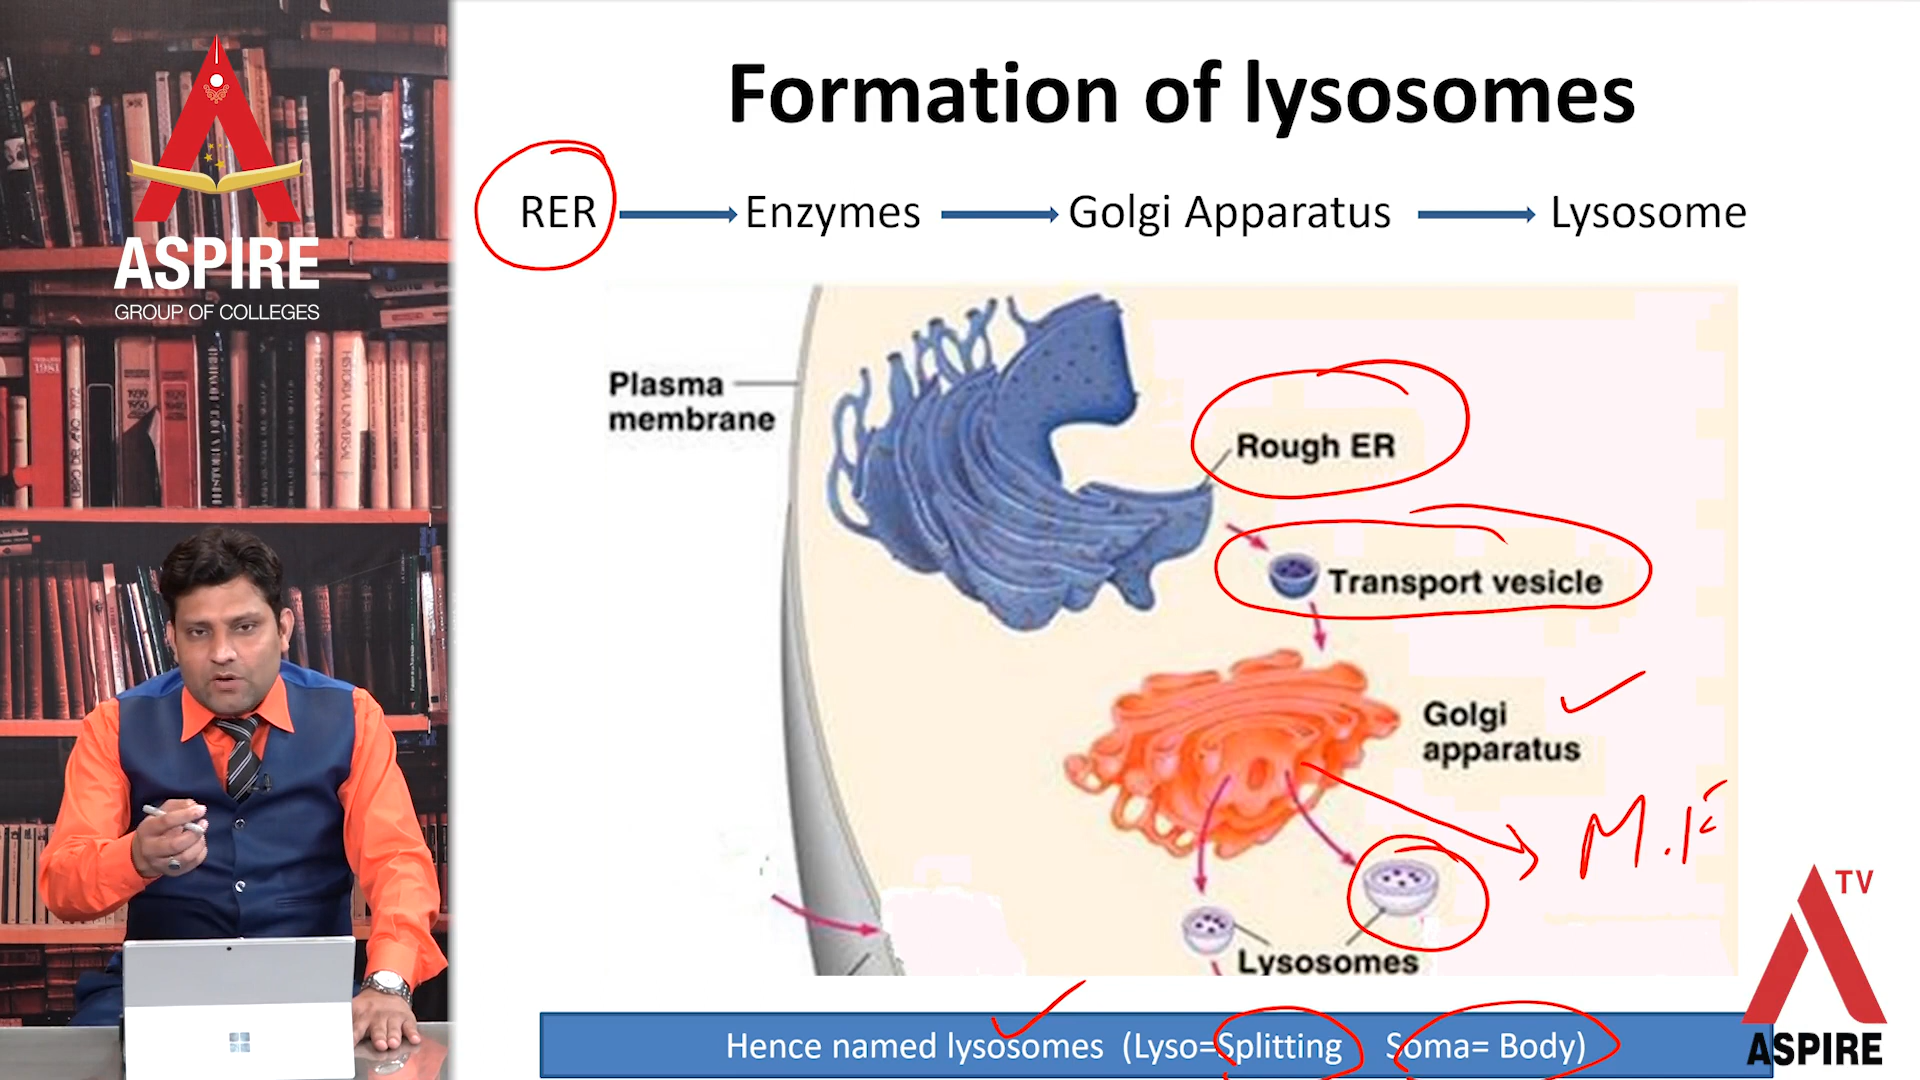 ASPIRE
GROUP OF COLLEGES
1981
Formation of lysosomes
RER Enzymes Golgi Apparatus Lysosome
Plasma
membrane
Rough ER
Transport vesicle
Golgi
apparatus
Lysosomes
TV
ASPIRE
Hence named lysosomes (Lyso=Splitting Soma= Body)